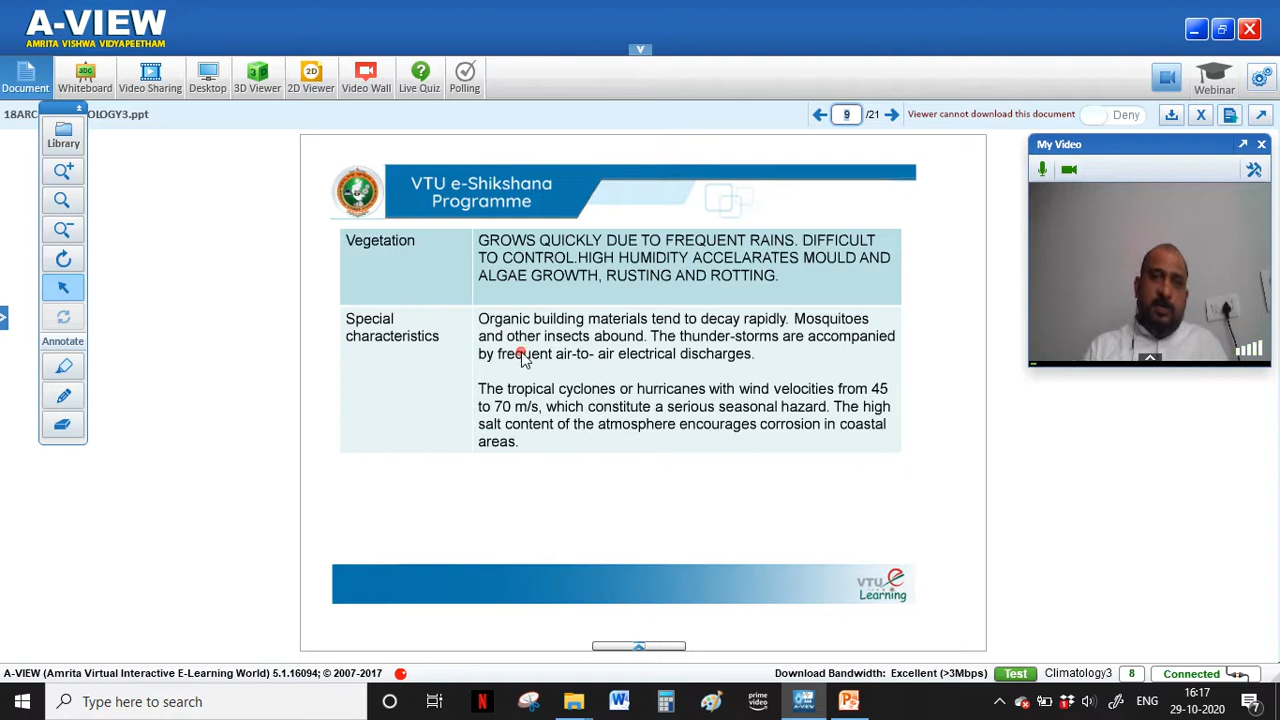 A-VIEW
AMRITA VISHWA VIDYAPEETHAM
Document
Whiteboard
Video Sharing
Desktop
3D Viewer
2D Viewer
Video Wall
Live Quiz
Polling
Webinar
18ARC
OLOGY3.ppt
9 /21
Viewer cannot download this document
Deny
Library
Annotate
My Video
VTU e-Shikshana
Programme
Vegetation
GROWS QUICKLY DUE TO FREQUENT RAINS. DIFFICULT
TO CONTROL.HIGH HUMIDITY ACCELARATES MOULD AND
ALGAE GROWTH, RUSTING AND ROTTING.
Special
characteristics
Organic building materials tend to decay rapidly. Mosquitoes
and other insects abound. The thunder-storms are accompanied
by frequent air-to- air electrical discharges.
The tropical cyclones or hurricanes with wind velocities from 45
to 70 m/s, which constitute a serious seasonal hazard. The high
salt content of the atmosphere encourages corrosion in coastal
areas.
VTU e
Learning
A-VIEW (Amrita Virtual Interactive E-Learning World) 5.1.16094; © 2007-2017
Download Bandwidth: Excellent (>3Mbps)
Test
Climatology3
8
Connected
Type here to search
ENG
16:17
29-10-2020